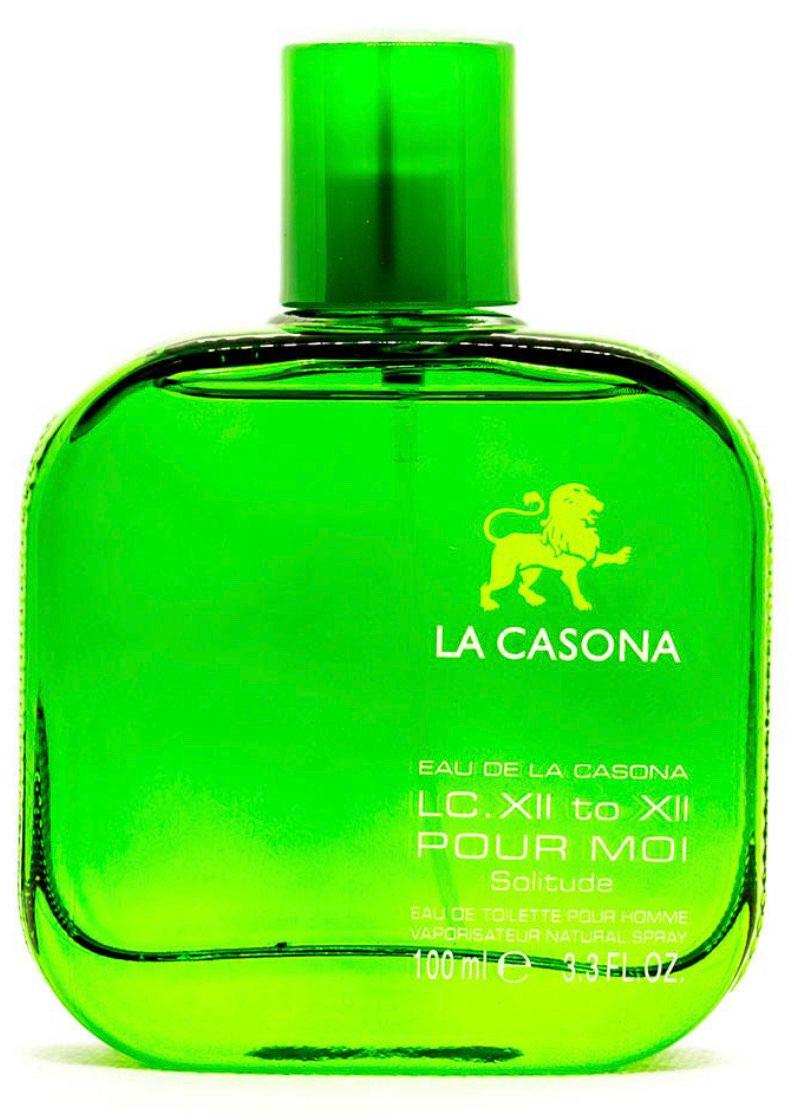 LA CASONA
EAU DE LA CASONA
LC.XII to XII
POUR MOI
Solitude
EAU DE TOILETTE POUR HOMME
VAPORISATEUR NATURAL SPRAY
100 ml ℮ 3.3 FL.OZ.